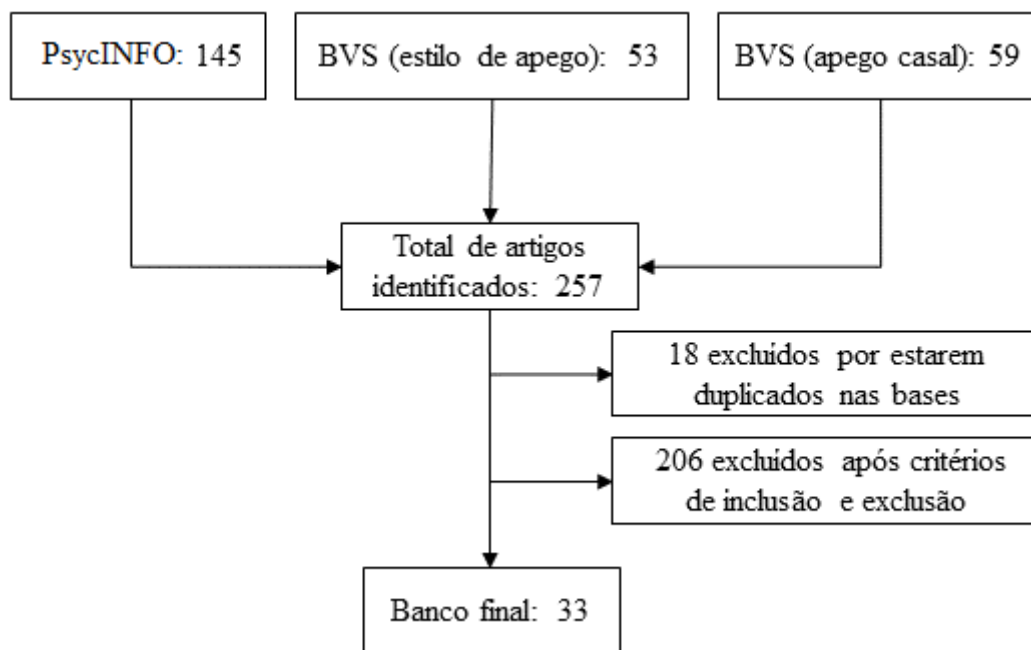 PsycINFO: 145
BVS (estilo de apego): 53
BVS (apego casal): 59
Total de artigos
identificados: 257
18 excluídos por estarem
duplicados nas bases
206 excluídos após critérios
de inclusão e exclusão
Banco final: 33